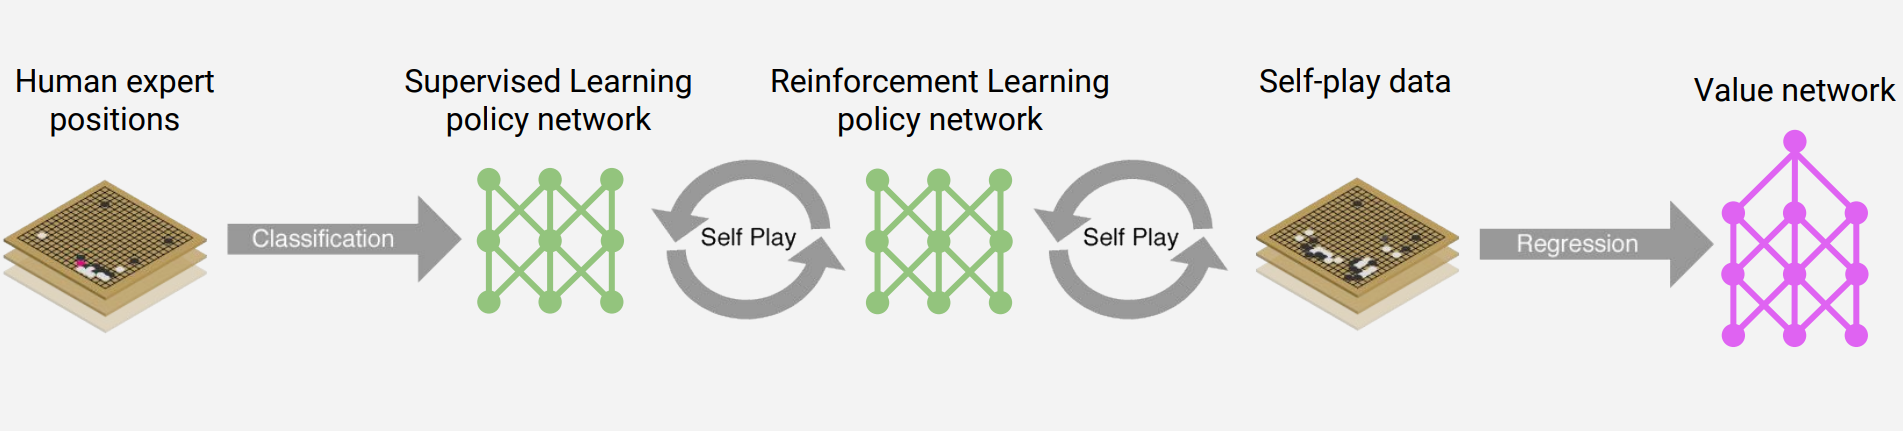 Human expert
positions
Supervised Learning
policy network
Reinforcement Learning
policy network
Self-play data
Value network
Classification
Self Play
Self Play
Regression